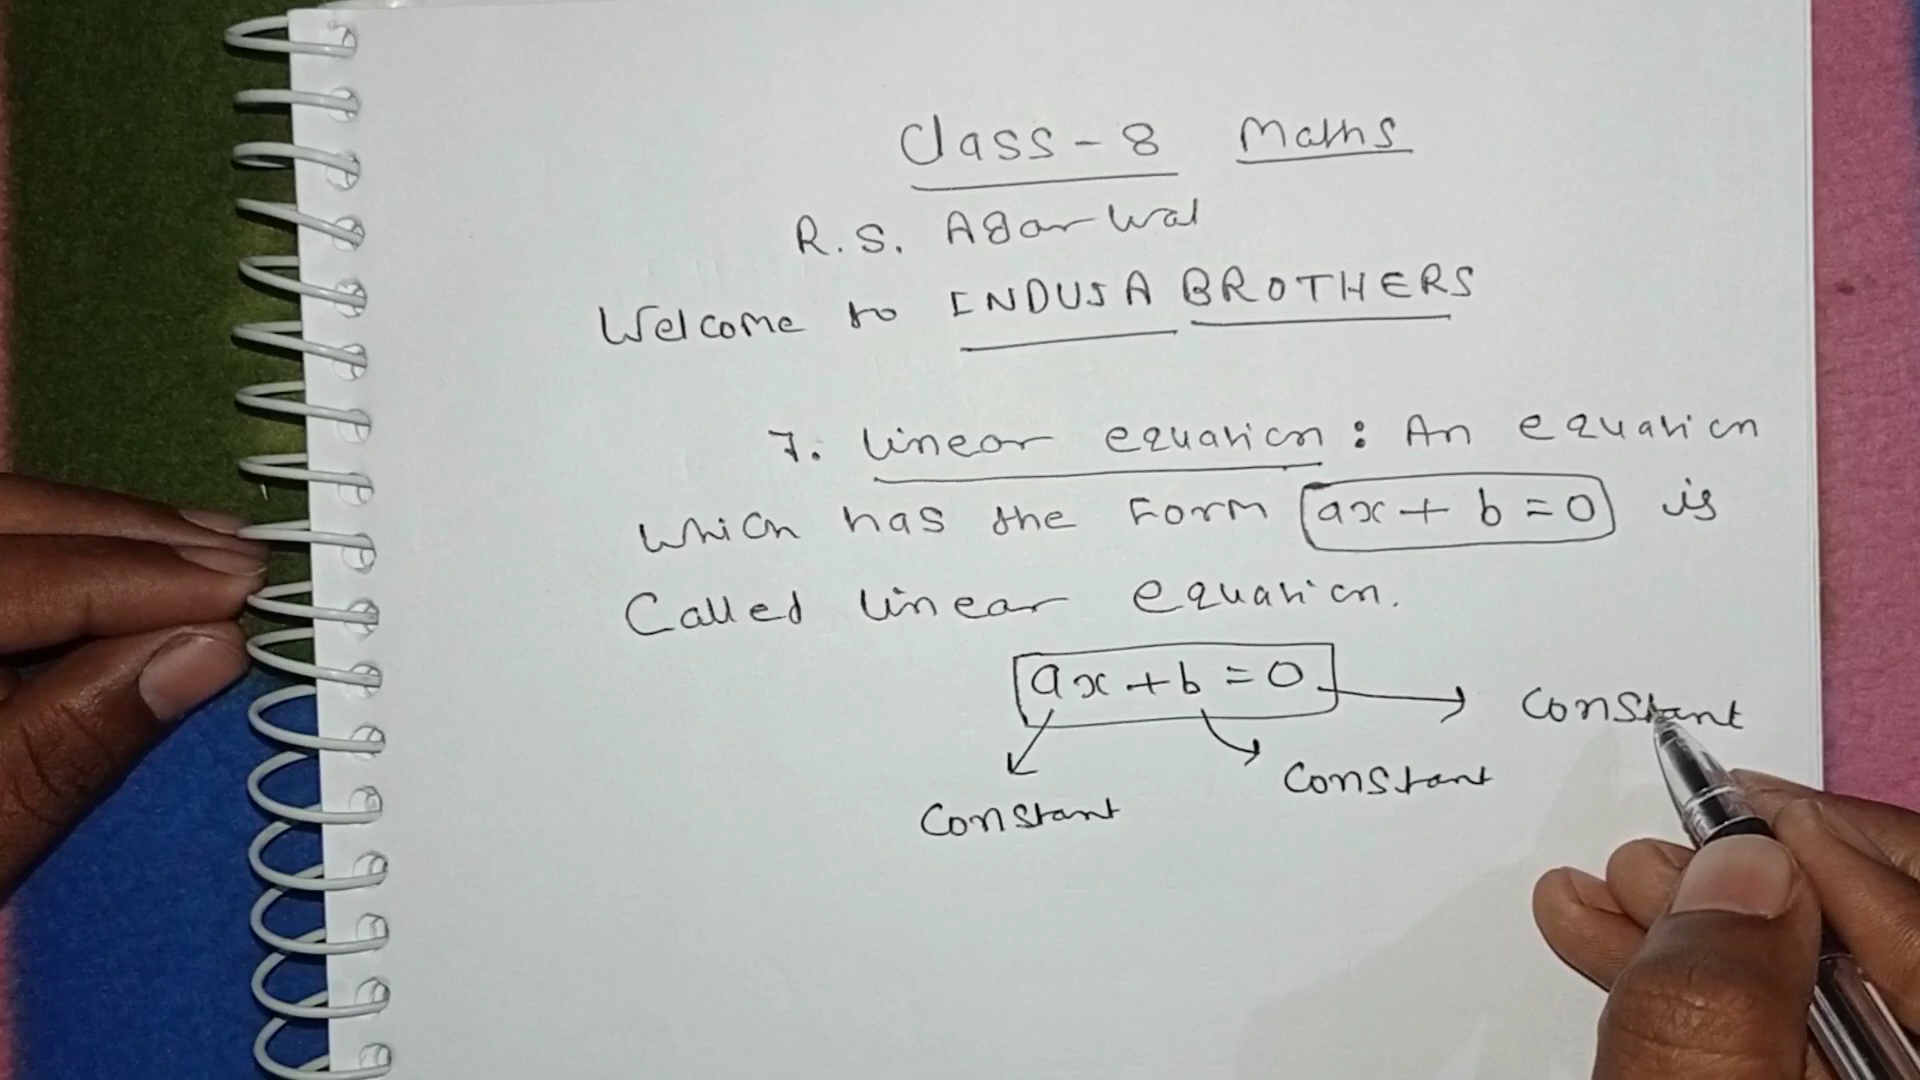 Class-8 Maths
R.S. Agarwal
Welcome to INDUSA BROTHERS
7. linear equation: An equation
which has the Form ax + b = 0 is
Called linear equation.
ax + b = 0
Constant
Constant
Constant